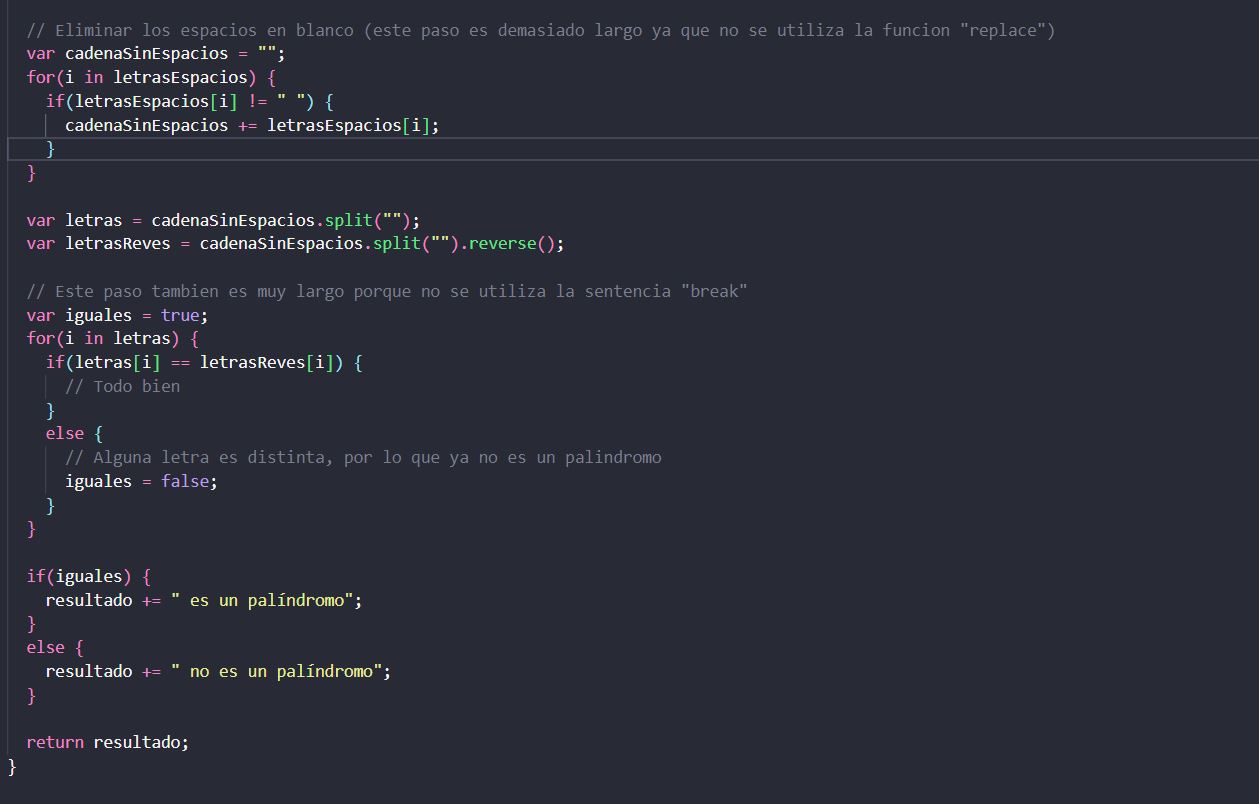 // Eliminar los espacios en blanco (este paso es demasiado largo ya que no se utiliza la funcion "replace")
var cadenaSinEspacios = "";
for(i in letrasEspacios) {
if(letrasEspacios[i] != " ") {
cadenaSinEspacios += letrasEspacios[i];
}
}
var letras = cadenaSinEspacios.split("");
var letrasReves = cadenaSinEspacios.split("").reverse();
// Este paso tambien es muy largo porque no se utiliza la sentencia "break"
var iguales = true;
for(i in letras) {
if(letras[i] == letrasReves[i]) {
// Todo bien
}
else {
// Alguna letra es distinta, por lo que ya no es un palindromo
iguales = false;
}
}
if(iguales) {
resultado += " es un palíndromo";
}
else {
resultado += " no es un palíndromo";
}
return resultado;
}